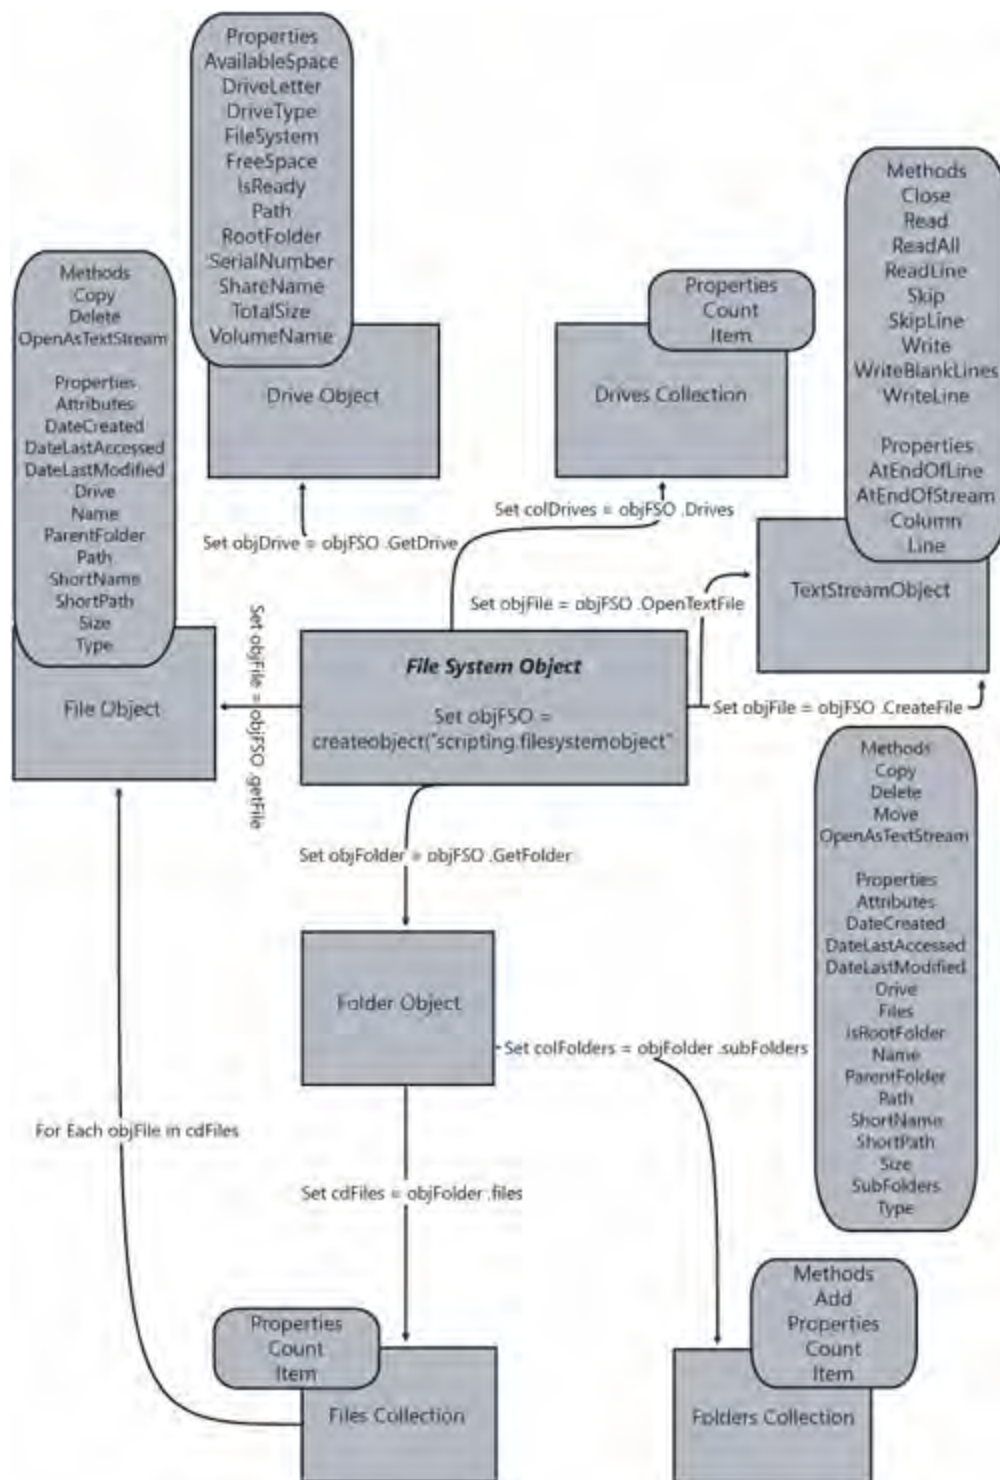 Properties
AvailableSpace
DriveLetter
DriveType
FileSystem
FreeSpace
IsReady
Path
RootFolder
SerialNumber
ShareName
TotalSize
VolumeName
Drive Object
Methods
Copy
Delete
OpenAsTextStream
Properties
Attributes
DateCreated
DateLastAccessed
DateLastModified
Drive
Name
ParentFolder
Path
ShortName
ShortPath
Size
Type
File Object
Properties
Count
Item
Drives Collection
Methods
Close
Read
ReadAll
ReadLine
Skip
SkipLine
Write
WriteBlankLines
WriteLine
Properties
AtEndOfLine
AtEndOfStream
Column
Line
TextStreamObject
Set colDrives = objFSO .Drives
Set objDrive = objFSO .GetDrive
Set objFile = objFSO .OpenTextFile
Set objFile = objFSO .getFile
File System Object
Set objFSO =
createobject("scripting.filesystemobject"
Set objFile = objFSO .CreateFile
Set objFolder = objFSO .GetFolder
Methods
Copy
Delete
Move
OpenAsTextStream
Properties
Attributes
DateCreated
DateLastAccessed
DateLastModified
Drive
Files
IsRootFolder
Name
ParentFolder
Path
ShortName
ShortPath
Size
SubFolders
Type
Folder Object
Set colFolders = objFolder .subFolders
For Each objFile in cdFiles
Set cdFiles = objFolder .files
Properties
Count
Item
Files Collection
Methods
Add
Properties
Count
Item
Folders Collection